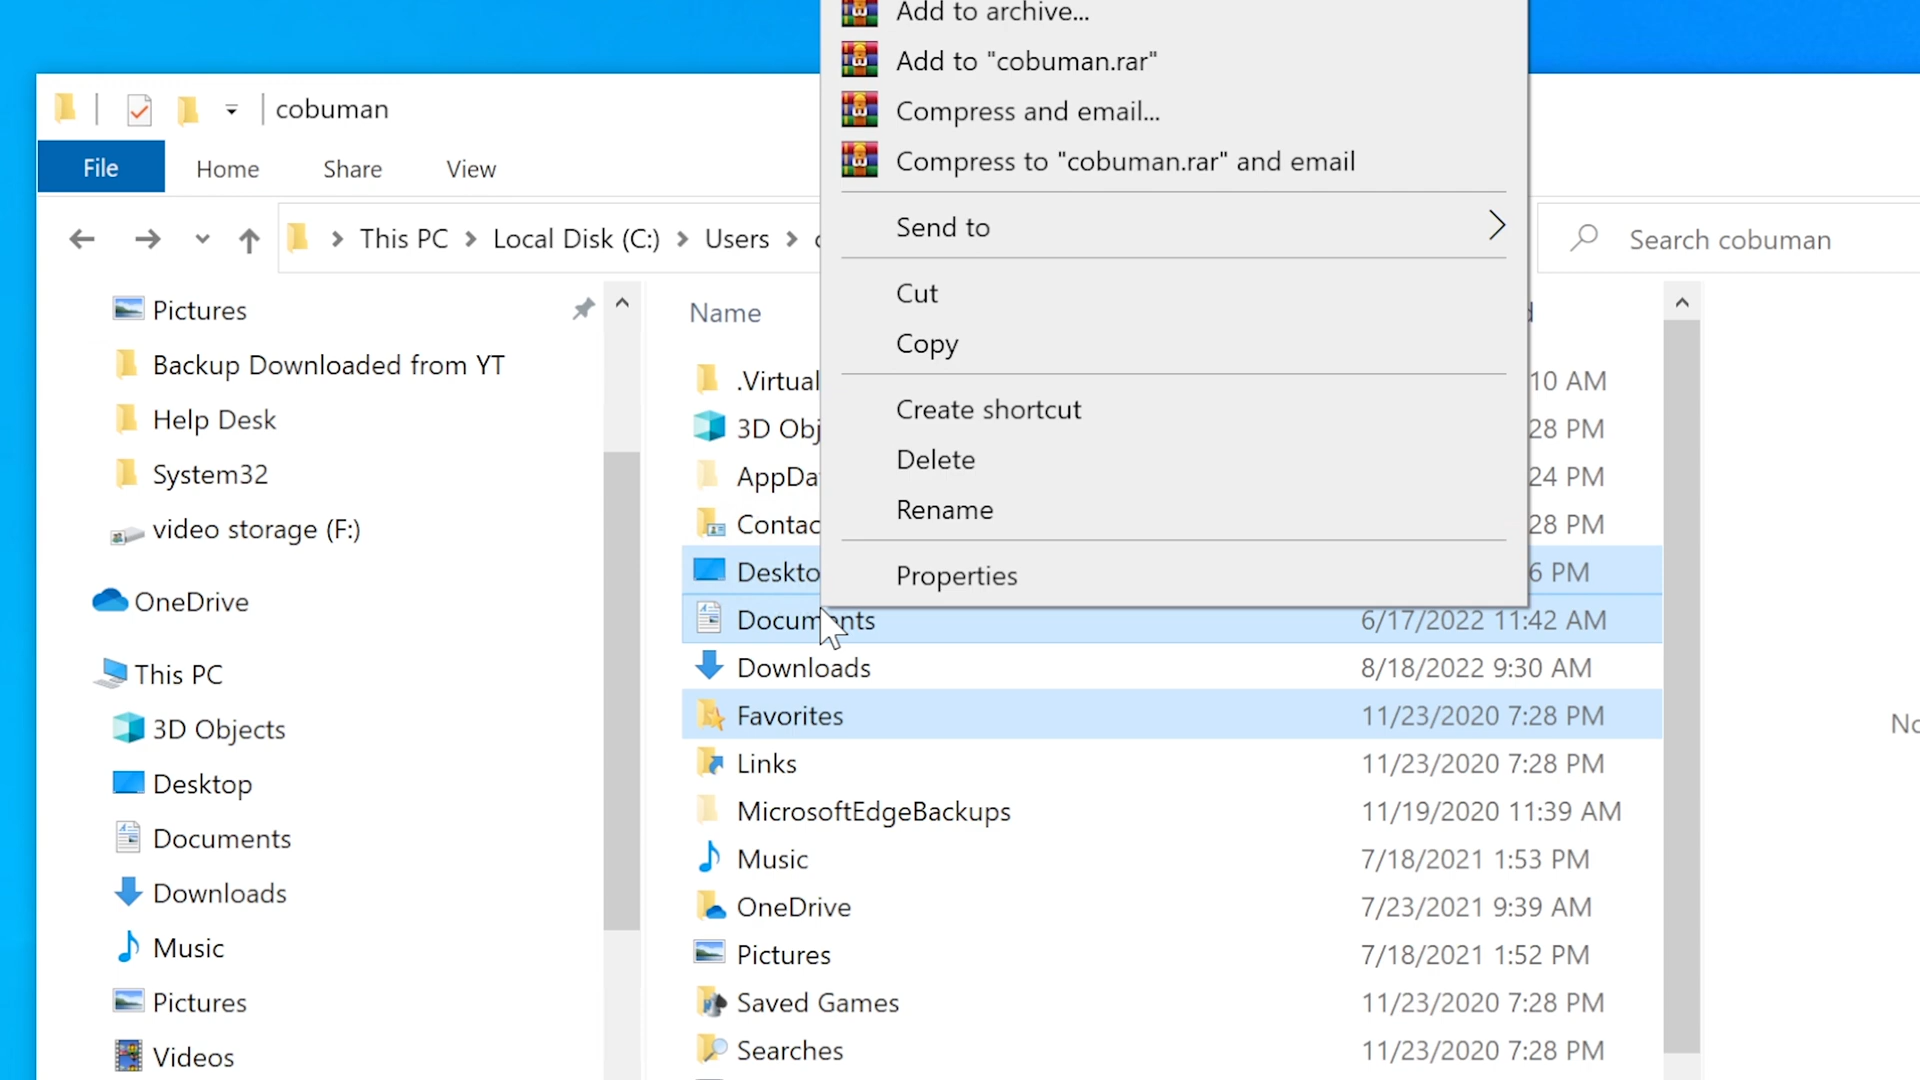 Add to archive...
Add to "cobuman.rar"
Compress and email...
Compress to "cobuman.rar" and email
Send to
Cut
Copy
Create shortcut
Delete
Rename
Properties
cobuman
File Home Share View
This PC Local Disk (C:) Users
Search cobuman
Pictures
Backup Downloaded from YT
Help Desk
System32
video storage (F:)
OneDrive
This PC
3D Objects
Desktop
Documents
Downloads
Music
Pictures
Videos
Name
.Virtual 10 AM
3D Obj 28 PM
AppDa 24 PM
Contac 28 PM
Deskto 6 PM
Documents 6/17/2022 11:42 AM
Downloads 8/18/2022 9:30 AM
Favorites 11/23/2020 7:28 PM
Links 11/23/2020 7:28 PM
MicrosoftEdgeBackups 11/19/2020 11:39 AM
Music 7/18/2021 1:53 PM
OneDrive 7/23/2021 9:39 AM
Pictures 7/18/2021 1:52 PM
Saved Games 11/23/2020 7:28 PM
Searches 11/23/2020 7:28 PM
No